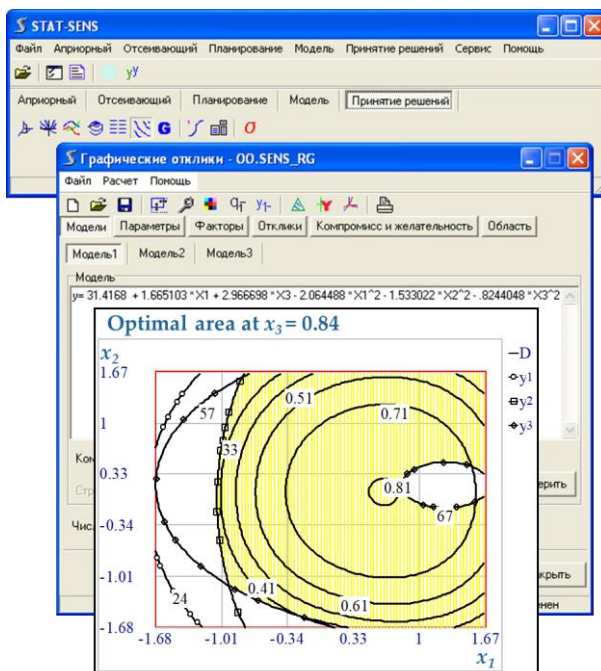 STAT-SENS
Файл Априорный Отсеивающий Планирование Модель Принятие решений Сервис Помощь
Априорный Отсеивающий Планирование Модель Принятие решений
Графические отклики - OO.SENS_RG
Файл Расчет Помощь
Модели Параметры Факторы Отклики Компромисс и желательность Область
Модель1 Модель2 Модель3
Модель
y= 31.4168 + 1.665103 *X1 + 2.966698 *X3 - 2.064488 *X1^2 - 1.533022 *X2^2 - .8244048 *X3^2
Optimal area at x₃ = 0.84
x₂
1.67
1
0.33
-0.34
-1.01
-1.68
57
33
24
0.51
0.71
0.81
67
0.41
0.61
D
y1
y2
y3
-1.68 -1.01 -0.34 0.33 1 1.67
x₁